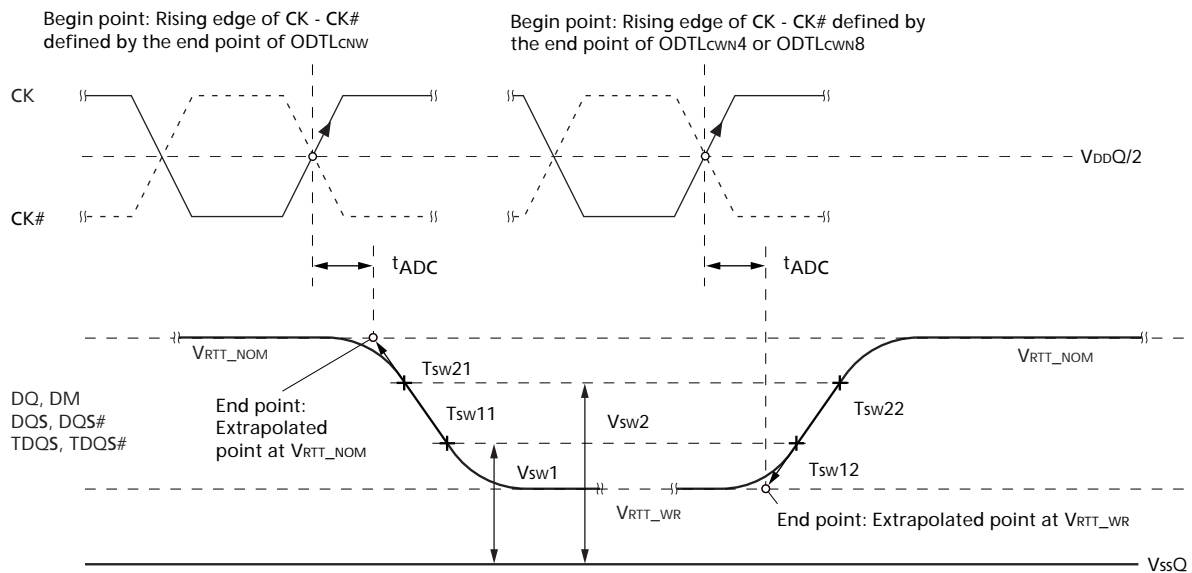 Begin point: Rising edge of CK - CK#
defined by the end point of ODTLCNW
Begin point: Rising edge of CK - CK# defined by
the end point of ODTLCWN4 or ODTLCWN8
CK
VDDQ/2
CK#
tADC
tADC
VRTT_NOM
VRTT_NOM
TSW21
DQ, DM
DQS, DQS#
TDQS, TDQS#
End point:
Extrapolated
point at VRTT_NOM
TSW11
VSW2
TSW22
VSW1
TSW12
VRTT_WR
End point: Extrapolated point at VRTT_WR
VSSQ